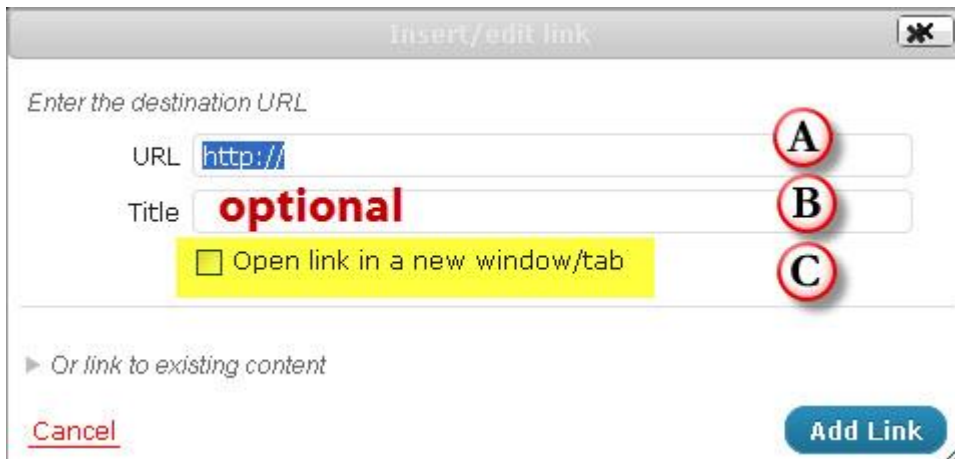 Insert/edit link
Enter the destination URL
URL http:// A
Title optional B
Open link in a new window/tab C
Or link to existing content
Cancel Add Link